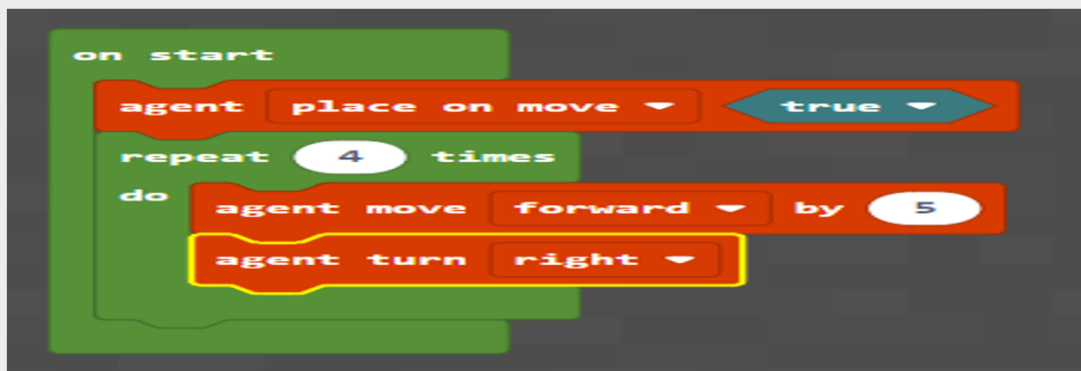 on start
agent place on move true
repeat 4 times
do
agent move forward by 5
agent turn right